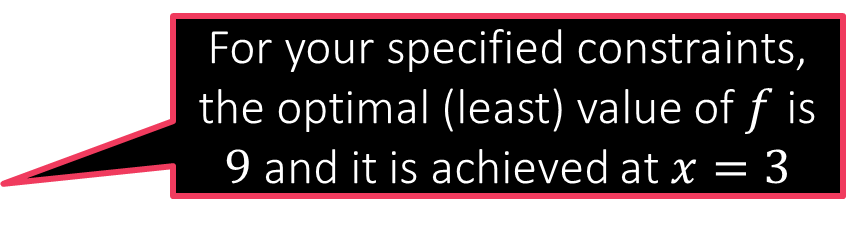 For your specified constraints,
the optimal (least) value of f is
9 and it is achieved at x = 3